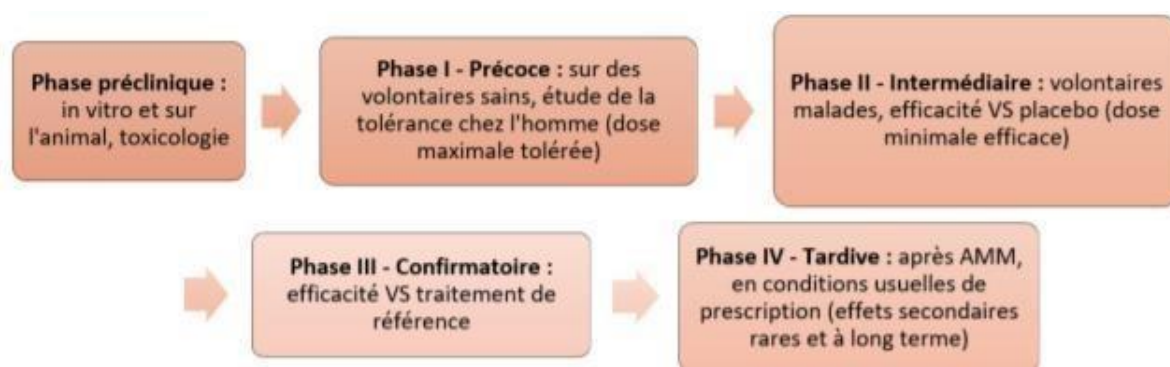 Phase préclinique :
in vitro et sur
l'animal, toxicologie
Phase I - Précoce : sur des
volontaires sains, étude de la
tolérance chez l'homme (dose
maximale tolérée)
Phase II - Intermédiaire : volontaires
malades, efficacité VS placebo (dose
minimale efficace)
Phase III - Confirmatoire :
efficacité VS traitement de
référence
Phase IV - Tardive : après AMM,
en conditions usuelles de
prescription (effets secondaires
rares et à long terme)